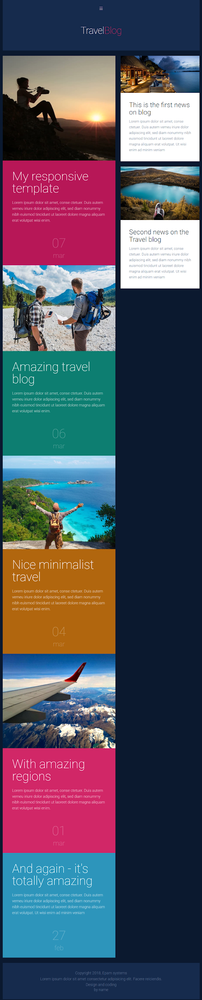 TravelBlog
My responsive
template
Lorem ipsum dolor sit amet, conse ctetuer. Duis autem
vemeu iriure dolor adipiscing elit, sed diam nonummy
nibh euismod tincidunt ut laoreet dolore magna aliquam
erat volutpat wisi enim.
07
mar
Amazing travel
blog
Lorem ipsum dolor sit amet, conse ctetuer. Duis autem
vemeu iriure dolor adipiscing elit, sed diam nonummy
nibh euismod tincidunt ut laoreet dolore magna aliquam
erat volutpat wisi enim.
06
mar
Nice minimalist
travel
Lorem ipsum dolor sit amet, conse ctetuer. Duis autem
vemeu iriure dolor adipiscing elit, sed diam nonummy
nibh euismod tincidunt ut laoreet dolore magna aliquam
erat volutpat wisi enim.
04
mar
With amazing
regions
Lorem ipsum dolor sit amet, conse ctetuer. Duis autem
vemeu iriure dolor adipiscing elit, sed diam nonummy
nibh euismod tincidunt ut laoreet dolore magna aliquam
erat volutpat wisi enim.
01
mar
And again - it's
totally amazing
Lorem ipsum dolor sit amet, conse ctetuer. Duis autem
vemeu iriure dolor adipiscing elit, sed diam nonummy
nibh euismod tincidunt ut laoreet dolore magna aliquam
erat volutpat. Ut wisi enim ad minim veniam
27
feb
This is the first news
on blog
Lorem ipsum dolor sit amet, conse
ctetuer. Duis autem vemeu iriure dolor
adipiscing elit, sed diam nonummy nibh
euismod tincidunt ut laoreet dolore
magna aliquam erat volutpat. Ut wisi
enim ad minim veniam
Second news on the
Travel blog
Lorem ipsum dolor sit amet, conse
ctetuer. Duis autem vemeu iriure dolor
adipiscing elit, sed diam nonummy nibh
euismod tincidunt ut laoreet dolore
magna aliquam erat volutpat. Ut wisi
enim ad minim veniam
Copyright 2018, Epam systems
Lorem ipsum dolor sit amet consectetur adipisicing elit. Facere reiciendis.
Design and coding
by name